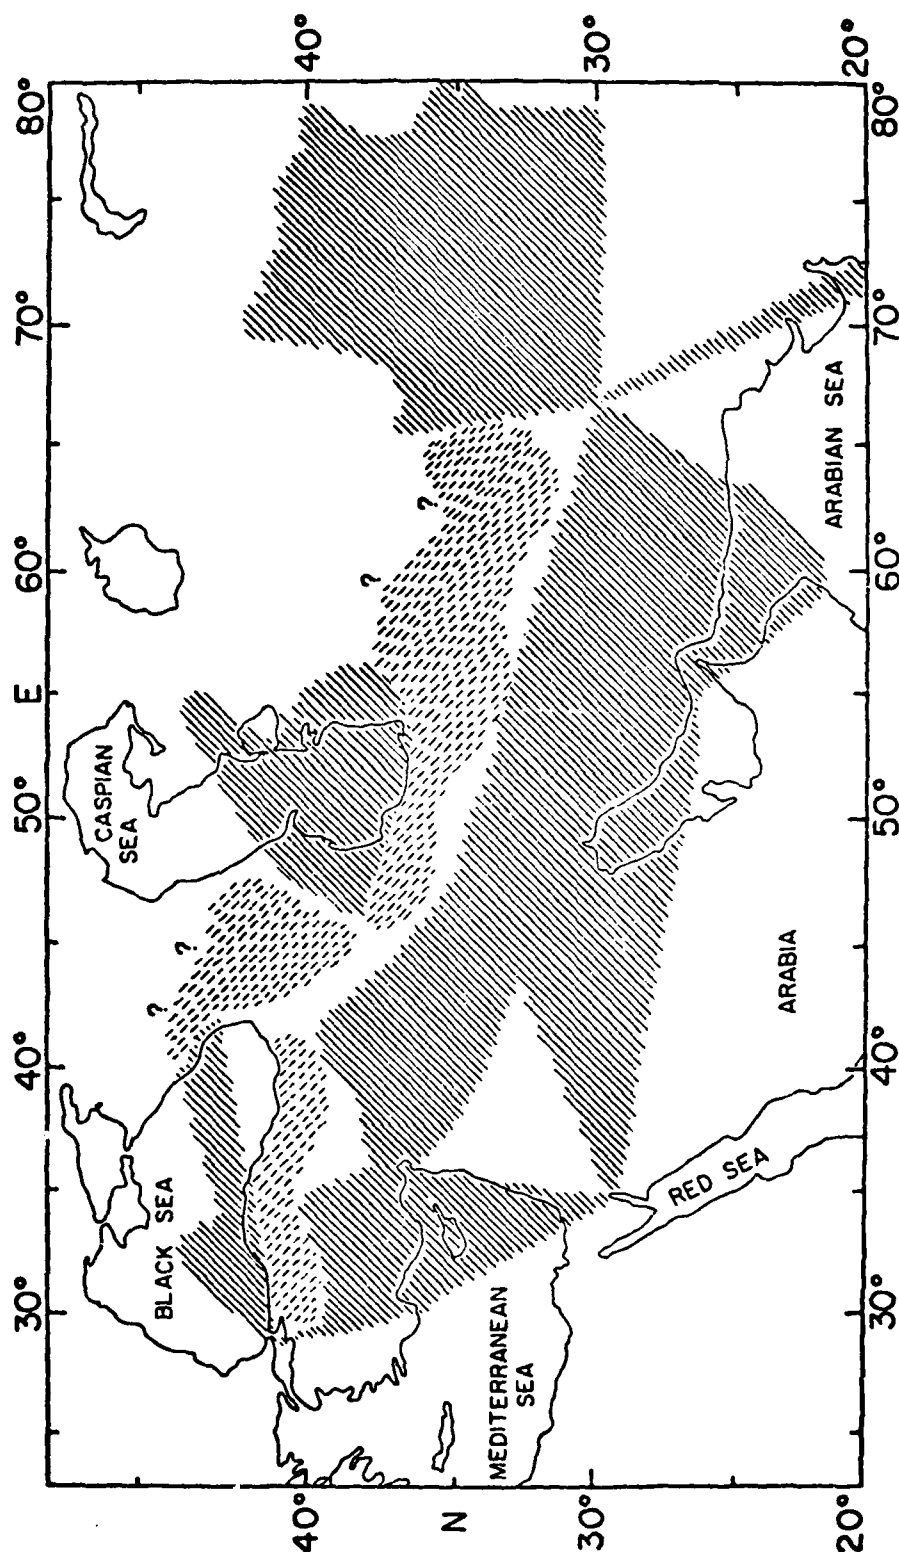 30° 40° 50° E 60° 70° 80°
40°
N
30°
20°
40°
30°
20°
? ? ? ?
BLACK SEA
CASPIAN
SEA
MEDITERRANEAN
SEA
RED SEA
ARABIA
ARABIAN SEA
30° 40° 50° 60° 70° 80°